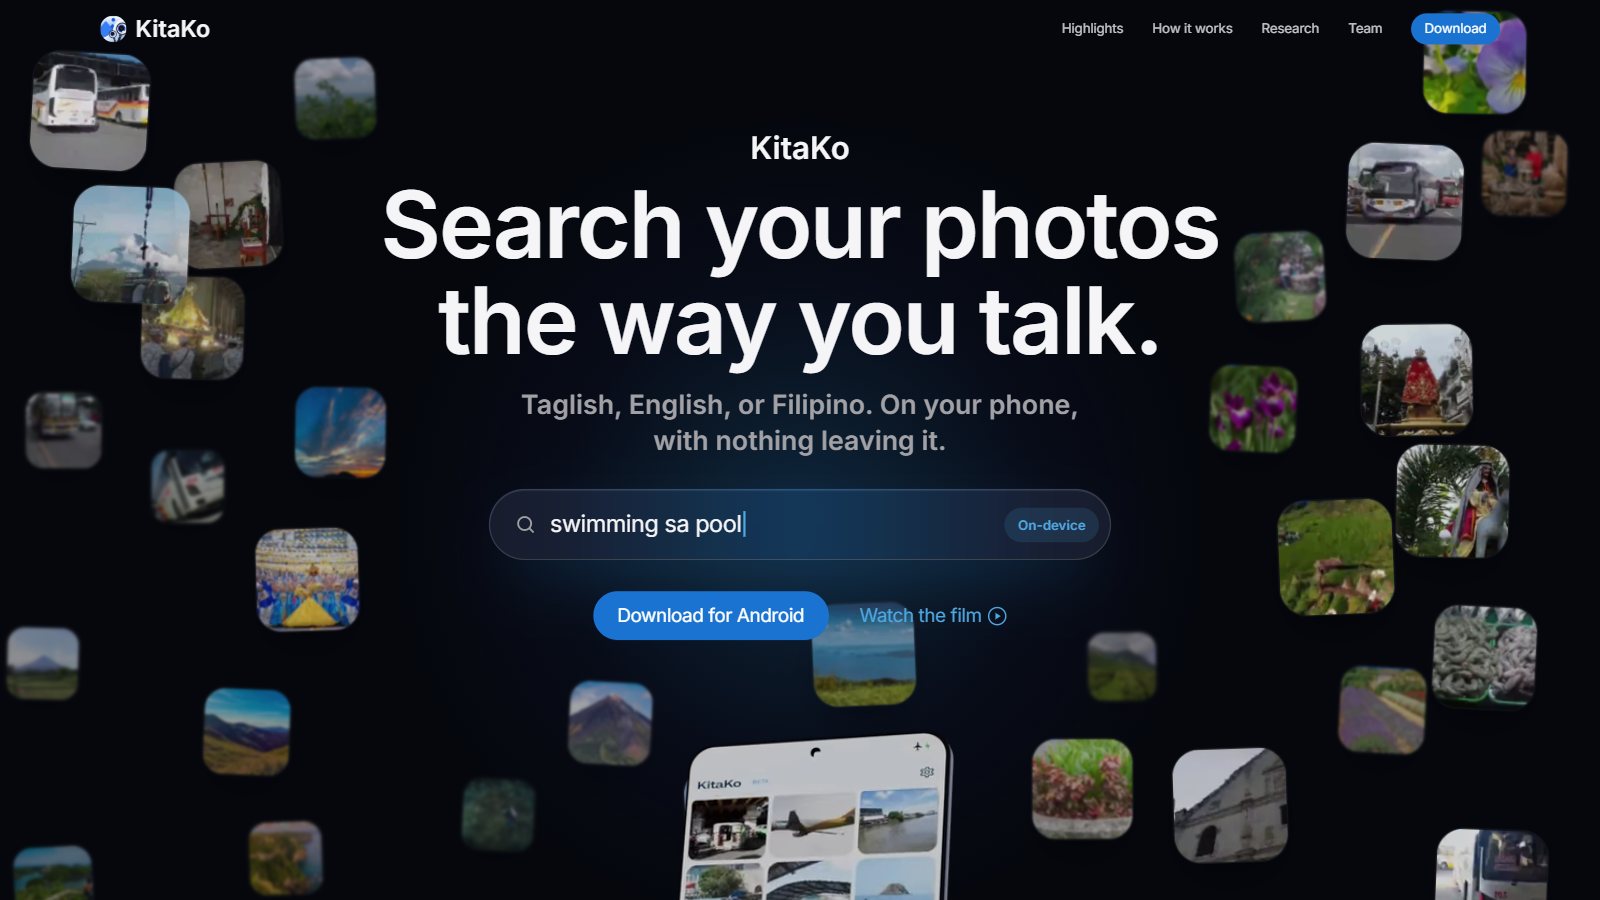 KitaKo
Highlights
How it works
Research
Team
Download
KitaKo
Search your photos
the way you talk.
Taglish, English, or Filipino. On your phone,
with nothing leaving it.
swimming sa pool
On-device
Download for Android
Watch the film
KitaKo BETA